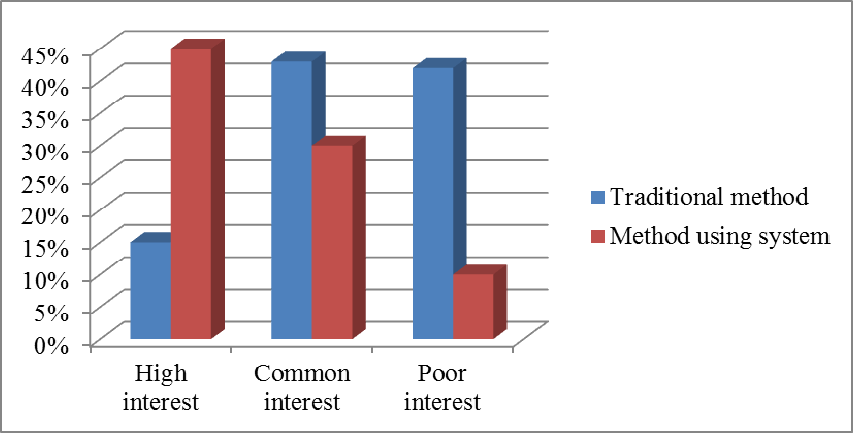 45%
40%
35%
30%
25%
20%
15%
10%
5%
0%
High
interest
Common
interest
Poor
interest
Traditional method
Method using system